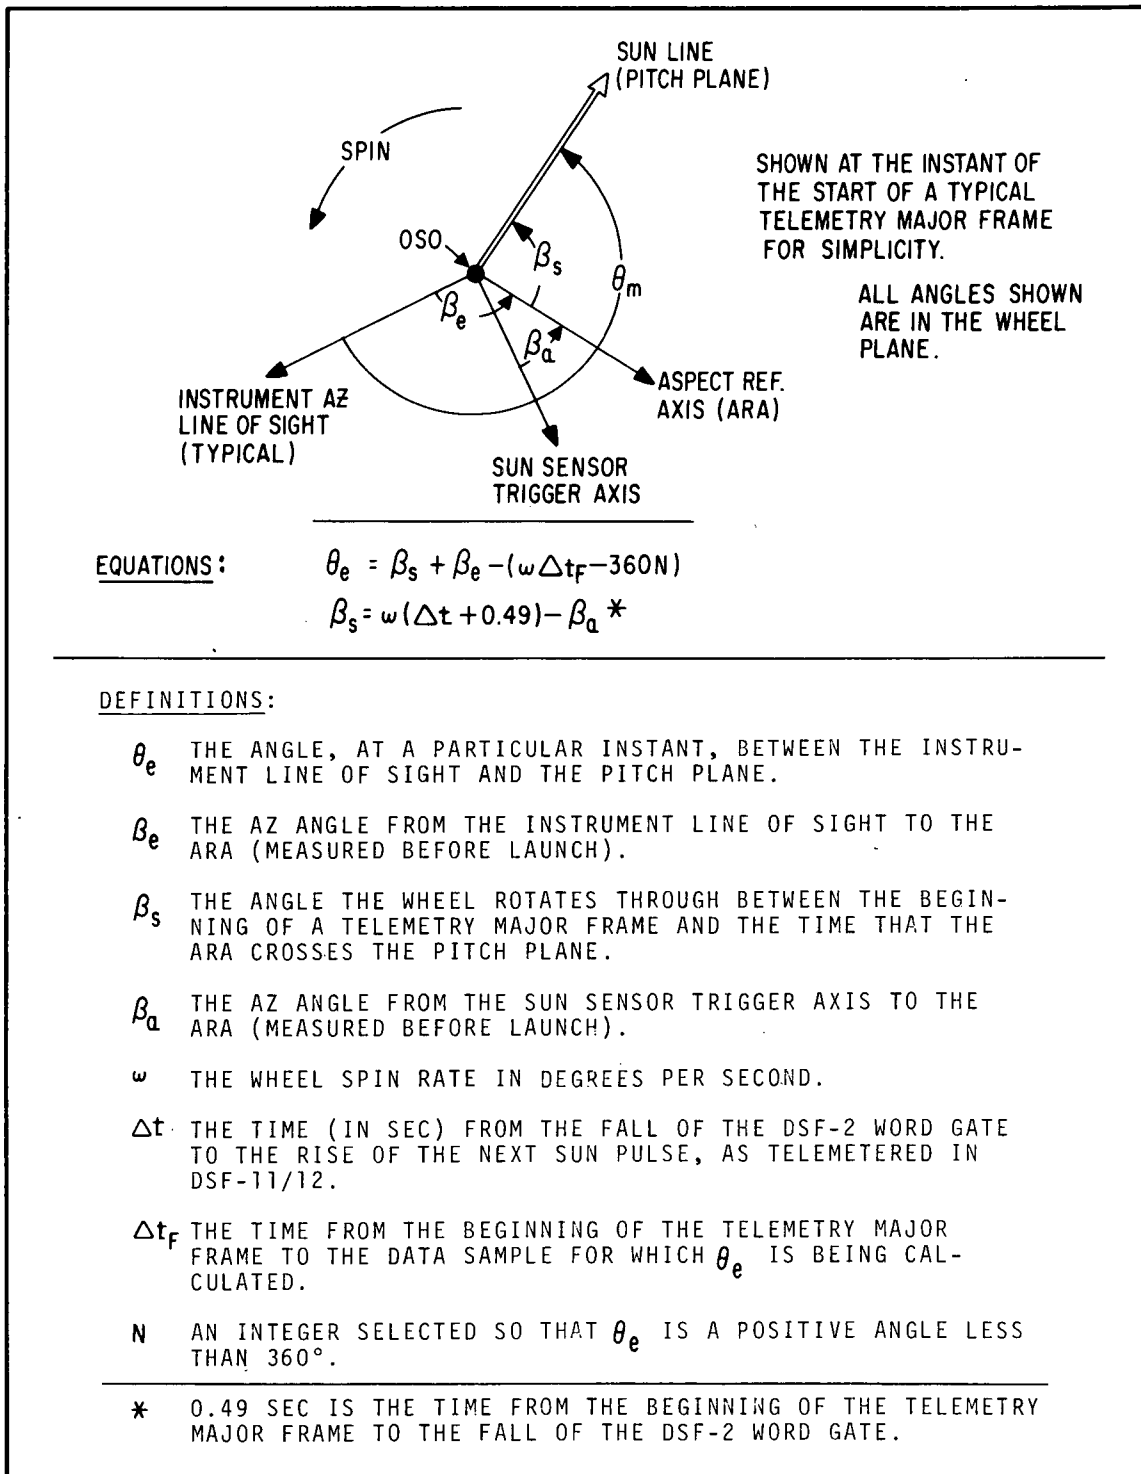 SUN LINE
(PITCH PLANE)
SPIN
SHOWN AT THE INSTANT OF
THE START OF A TYPICAL
TELEMETRY MAJOR FRAME
FOR SIMPLICITY.
OSO
βs
θm
ALL ANGLES SHOWN
ARE IN THE WHEEL
PLANE.
βe
βa
INSTRUMENT AZ
LINE OF SIGHT
(TYPICAL)
ASPECT REF.
AXIS (ARA)
SUN SENSOR
TRIGGER AXIS
EQUATIONS: θe = βs + βe -(ω Δt_F-360N)
βs = ω(Δt +0.49)- βa *
DEFINITIONS:
θe THE ANGLE, AT A PARTICULAR INSTANT, BETWEEN THE INSTRU-
MENT LINE OF SIGHT AND THE PITCH PLANE.
βe THE AZ ANGLE FROM THE INSTRUMENT LINE OF SIGHT TO THE
ARA (MEASURED BEFORE LAUNCH).
βs THE ANGLE THE WHEEL ROTATES THROUGH BETWEEN THE BEGIN-
NING OF A TELEMETRY MAJOR FRAME AND THE TIME THAT THE
ARA CROSSES THE PITCH PLANE.
βa THE AZ ANGLE FROM THE SUN SENSOR TRIGGER AXIS TO THE
ARA (MEASURED BEFORE LAUNCH).
ω THE WHEEL SPIN RATE IN DEGREES PER SECOND.
Δt THE TIME (IN SEC) FROM THE FALL OF THE DSF-2 WORD GATE
TO THE RISE OF THE NEXT SUN PULSE, AS TELEMETERED IN
DSF-11/12.
Δt_F THE TIME FROM THE BEGINNING OF THE TELEMETRY MAJOR
FRAME TO THE DATA SAMPLE FOR WHICH θe IS BEING CAL-
CULATED.
N AN INTEGER SELECTED SO THAT θe IS A POSITIVE ANGLE LESS
THAN 360°.
* 0.49 SEC IS THE TIME FROM THE BEGINNING OF THE TELEMETRY
MAJOR FRAME TO THE FALL OF THE DSF-2 WORD GATE.